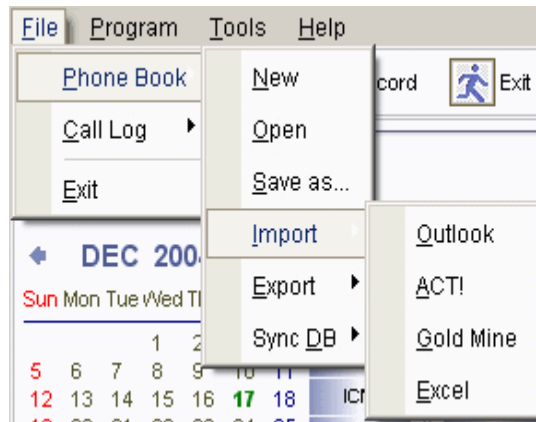 File Program Tools Help
Phone Book
Call Log
Exit
New
Open
Save as...
Import
Export
Sync DB
Outlook
ACT!
Gold Mine
Excel
cord Exit
DEC 200
Sun Mon Tue Wed
1 2
5 6 7 8 9 10 11
12 13 14 15 16 17 18